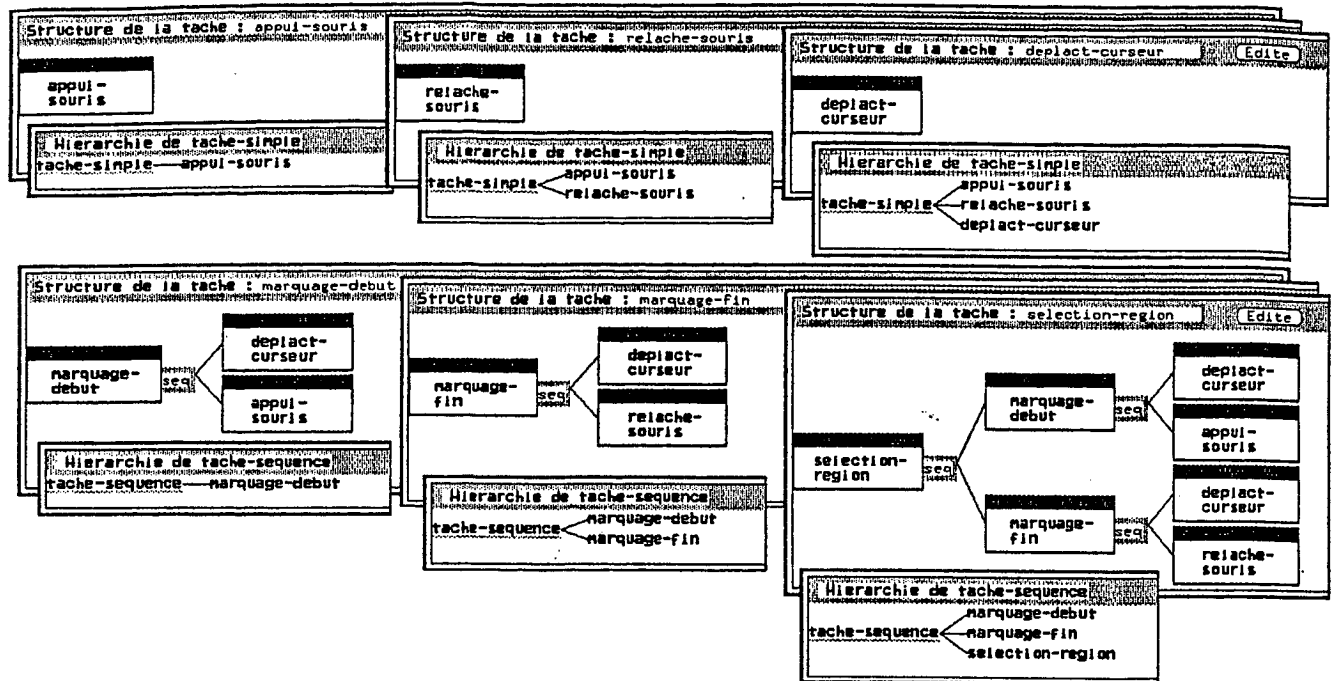 Structure de la tache : appui-souris
appui-
souris
Hierarchie de tache-simple
tache-simple appui-souris
Structure de la tache : relache-souris
relache-
souris
Hierarchie de tache-simple
tache-simple
appui-souris
relache-souris
Structure de la tache : deplact-curseur
Edite
deplact-
curseur
Hierarchie de tache-simple
tache-simple
appui-souris
relache-souris
deplact-curseur
Structure de la tache : marquage-debut
marquage-
debut
seq
deplact-
curseur
appui-
souris
Hierarchie de tache-sequence
tache-sequence marquage-debut
Structure de la tache : marquage-fin
marquage-
fin
seq
deplact-
curseur
relache-
souris
Hierarchie de tache-sequence
tache-sequence
marquage-debut
marquage-fin
Structure de la tache : selection-region
Edite
selection-
region
seq
marquage-
debut
seq
deplact-
curseur
appui-
souris
marquage-
fin
seq
deplact-
curseur
relache-
souris
Hierarchie de tache-sequence
tache-sequence
marquage-debut
marquage-fin
selection-region